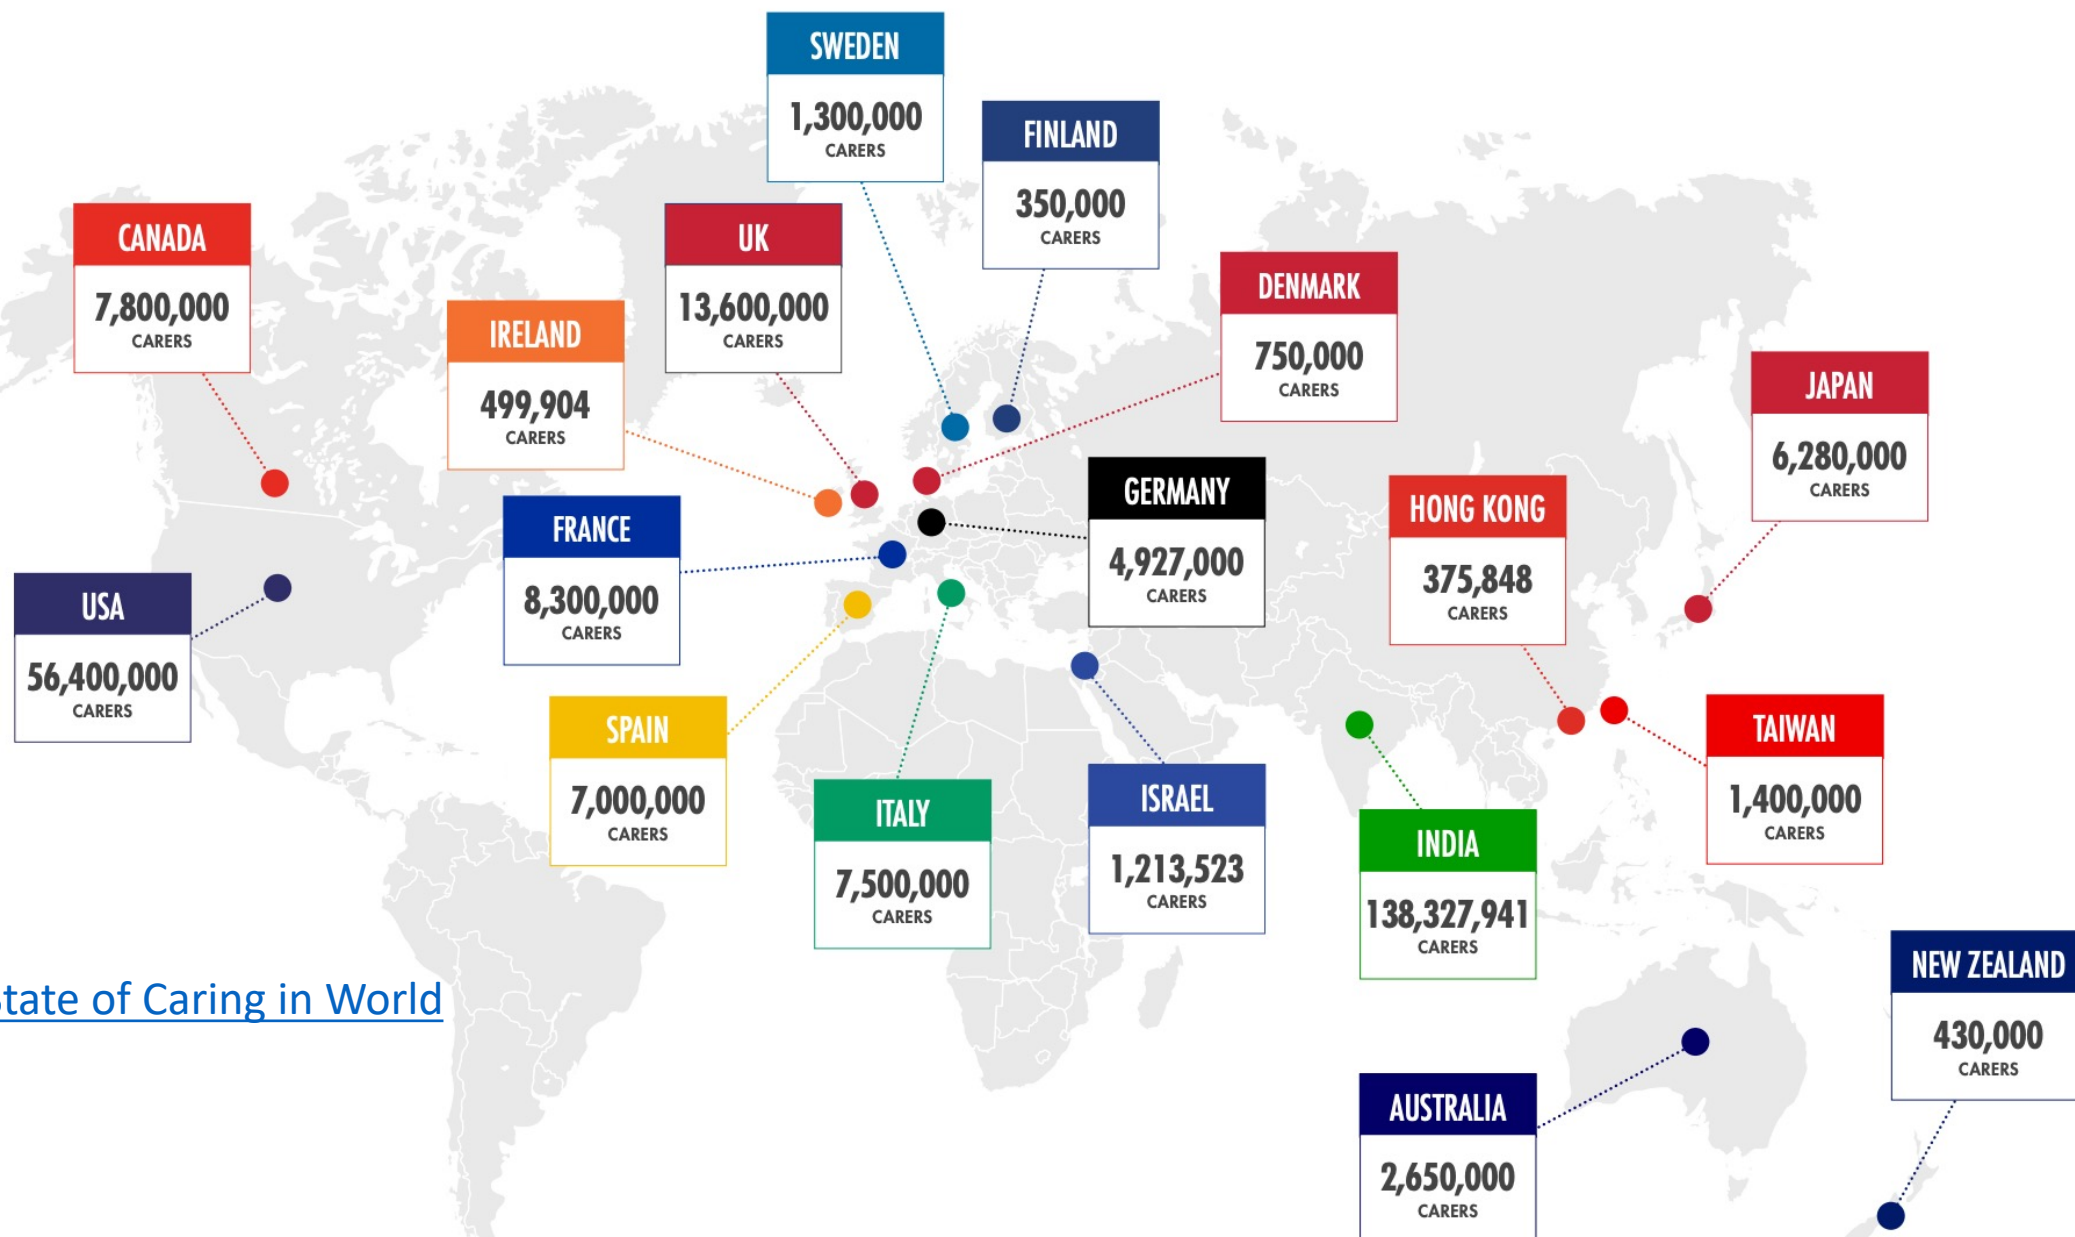 SWEDEN
1,300,000
CARERS
FINLAND
350,000
CARERS
CANADA
7,800,000
CARERS
UK
13,600,000
CARERS
DENMARK
750,000
CARERS
IRELAND
499,904
CARERS
JAPAN
6,280,000
CARERS
GERMANY
4,927,000
CARERS
HONG KONG
375,848
CARERS
FRANCE
8,300,000
CARERS
USA
56,400,000
CARERS
SPAIN
7,000,000
CARERS
TAIWAN
1,400,000
CARERS
ITALY
7,500,000
CARERS
ISRAEL
1,213,523
CARERS
INDIA
138,327,941
CARERS
NEW ZEALAND
430,000
CARERS
tate of Caring in World
AUSTRALIA
2,650,000
CARERS